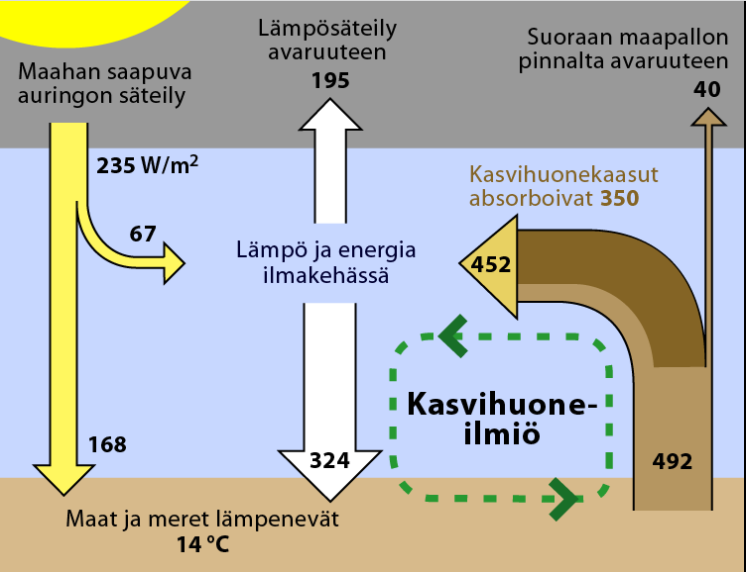 Maahan saapuva
auringon säteily
235 W/m²
67
168
Lämpösäteily
avaruuteen
195
Lämpö ja energia
ilmakehässä
324
Suoraan maapallon
pinnalta avaruuteen
40
Kasvihuonekaasut
absorboivat 350
452
Kasvihuone-
ilmiö
492
Maat ja meret lämpenevät
14 °C